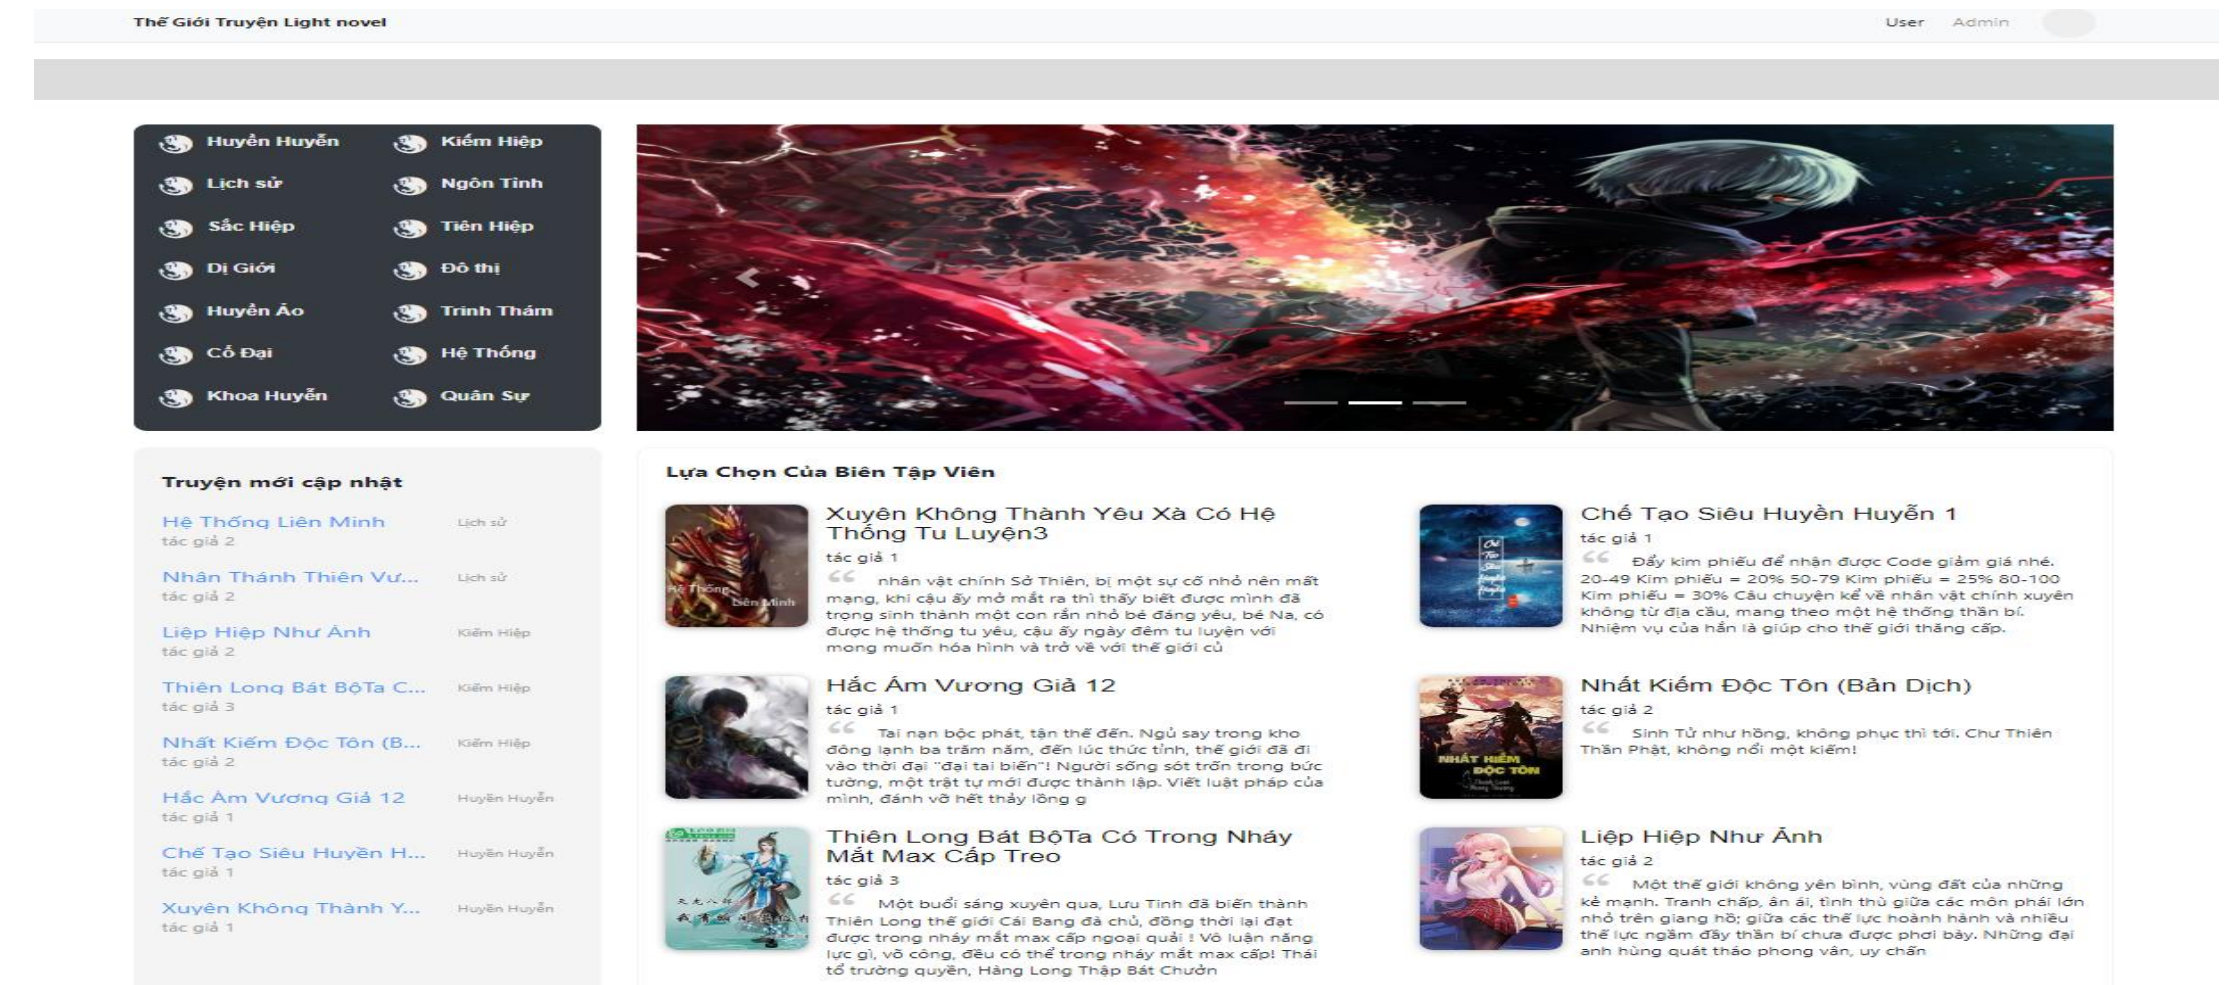 Thế Giới Truyện Light novel
User Admin
Huyền Huyễn Kiếm Hiệp
Lịch sử Ngôn Tình
Sắc Hiệp Tiên Hiệp
Dị Giới Đô thị
Huyền Ảo Trinh Thám
Cổ Đại Hệ Thống
Khoa Huyễn Quân Sự
Truyện mới cập nhật
Hệ Thống Liên Minh Lịch sử
tác giả 2
Nhân Thánh Thiên Vư... Lịch sử
tác giả 2
Liệp Hiệp Như Ảnh Kiếm Hiệp
tác giả 2
Thiên Long Bát BộTa C... Kiếm Hiệp
tác giả 3
Nhất Kiếm Độc Tôn (B... Kiếm Hiệp
tác giả 2
Hắc Ám Vương Giả 12 Huyền Huyễn
tác giả 1
Chế Tạo Siêu Huyền H... Huyền Huyễn
tác giả 1
Xuyên Không Thành Y... Huyền Huyễn
tác giả 1
Lựa Chọn Của Biên Tập Viên
Hệ Thống
Liên Minh
Xuyên Không Thành Yêu Xà Có Hệ
Thống Tu Luyện3
tác giả 1
nhân vật chính Sở Thiên, bị một sự cố nhỏ nên mất
mạng, khi cậu ấy mở mắt ra thì thấy biết được mình đã
trọng sinh thành một con rắn nhỏ bé đáng yêu, bé Na, có
được hệ thống tu yêu, cậu ấy ngày đêm tu luyện với
mong muốn hóa hình và trở về với thế giới củ
Chế
Tạo
Siêu
Huyền
Huyễn
Chế Tạo Siêu Huyền Huyễn 1
tác giả 1
Đẩy kim phiếu để nhận được Code giảm giá nhé.
20-49 Kim phiếu = 20% 50-79 Kim phiếu = 25% 80-100
Kim phiếu = 30% Câu chuyện kể về nhân vật chính xuyên
không từ địa cầu, mang theo một hệ thống thần bí.
Nhiệm vụ của hắn là giúp cho thế giới thăng cấp.
Hắc Ám Vương Giả 12
tác giả 1
Tai nạn bộc phát, tận thế đến. Ngủ say trong kho
đông lạnh ba trăm năm, đến lúc thức tỉnh, thế giới đã đi
vào thời đại "đại tai biến"! Người sống sót trốn trong bức
tường, một trật tự mới được thành lập. Viết luật pháp của
mình, đánh vỡ hết thảy lồng g
NHẤT KIẾM
ĐỘC TÔN
Nhất Kiếm Độc Tôn (Bản Dịch)
tác giả 2
Sinh Tử như hồng, không phục thì tới. Chư Thiên
Thần Phật, không nổi một kiếm!
Thiên Long Bát BộTa Có Trong Nháy
Mắt Max Cấp Treo
tác giả 3
Một buổi sáng xuyên qua, Lưu Tinh đã biến thành
Thiên Long thế giới Cái Bang đà chủ, đồng thời lại đạt
được trong nháy mắt max cấp ngoại quải ! Vô luận năng
lực gì, võ công, đều có thể trong nháy mắt max cấp! Thái
tổ trường quyền, Hàng Long Thập Bát Chưởn
Liệp Hiệp Như Ảnh
tác giả 2
Một thế giới không yên bình, vùng đất của những
kẻ mạnh. Tranh chấp, ân ái, tình thù giữa các môn phái lớn
nhỏ trên giang hồ; giữa các thế lực hoành hành và nhiều
thế lực ngầm đầy thần bí chưa được phơi bày. Những đại
anh hùng quát tháo phong vân, uy chấn